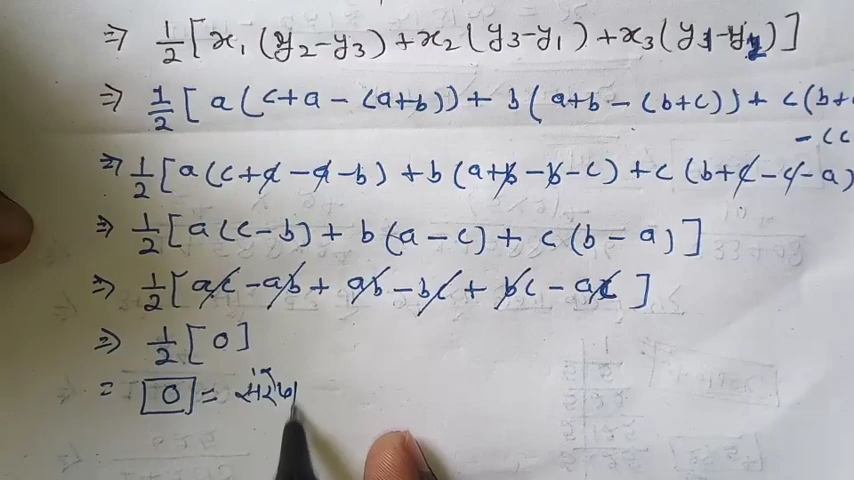 ⇒ 1/2 [x₁(y₂-y₃) + x₂(y₃-y₁) + x₃(y₁-y₂)]
⇒ 1/2 [a(c+a-(a+b)) + b(a+b-(b+c)) + c(b+
-(c
⇒ 1/2 [a(c+a-a-b) + b(a+b-b-c) + c(b+c-c-a)
⇒ 1/2 [a(c-b) + b(a-c) + c(b-a)]
⇒ 1/2 [ac-ab+ab-bc+bc-ac]
⇒ 1/2 [0]
= 0 =